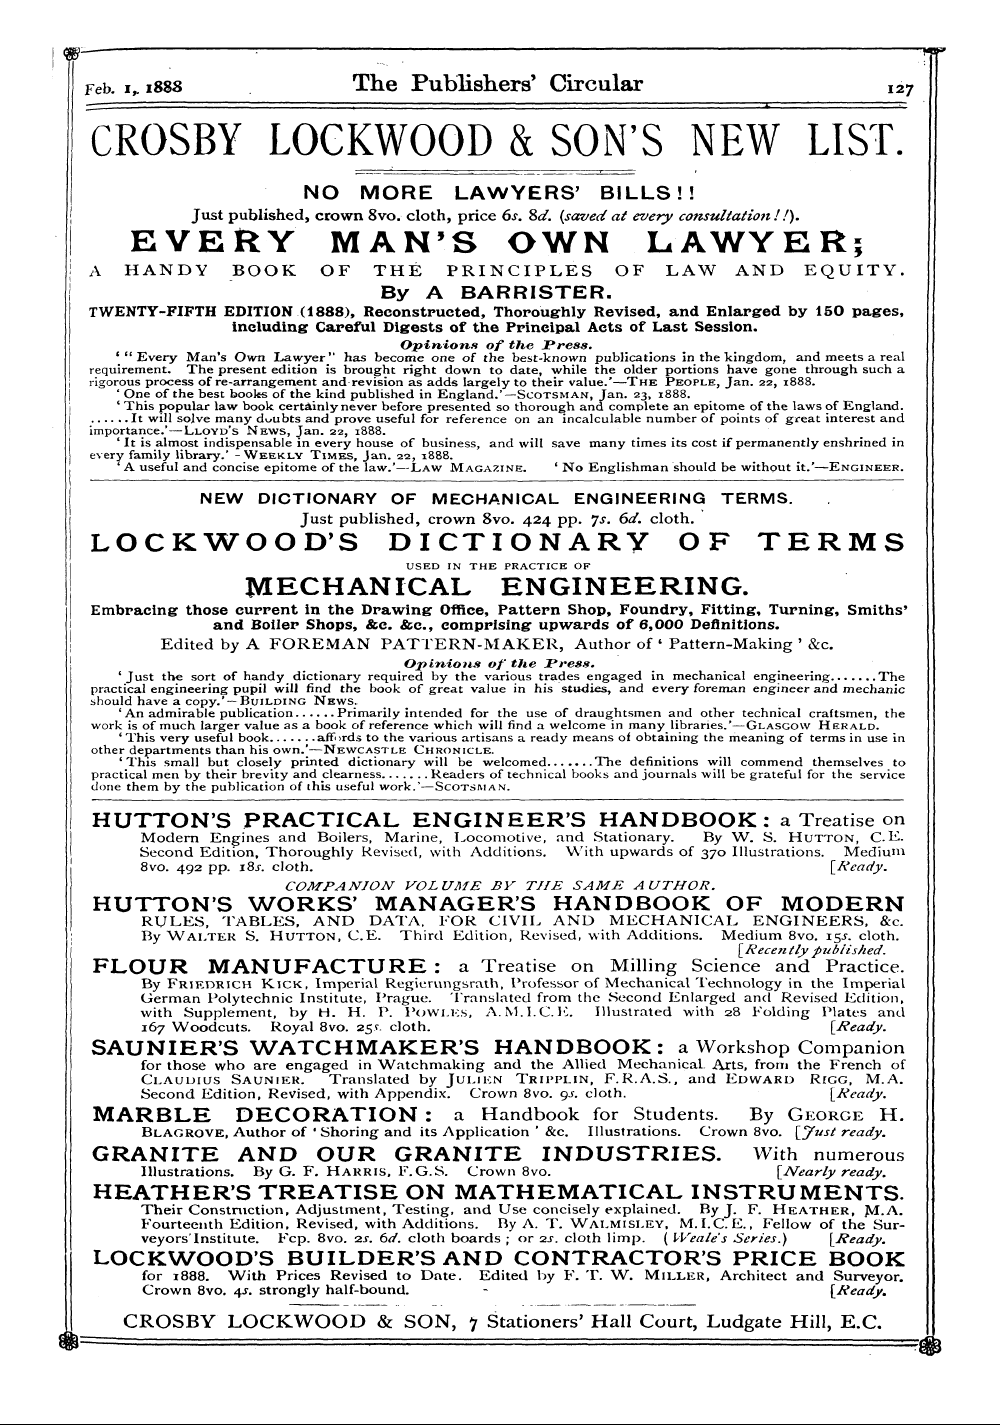 Feb. 1, 1888 The Publishers' Circular 127
CROSBY LOCKWOOD & SON'S NEW LIST.
NO MORE LAWYERS' BILLS!!
Just published, crown 8vo. cloth, price 6s. 8d. (saved at every consultation!!).
EVERY MAN'S OWN LAWYER;
A HANDY BOOK OF THE PRINCIPLES OF LAW AND EQUITY.
By A BARRISTER.
TWENTY-FIFTH EDITION (1888), Reconstructed, Thoroughly Revised, and Enlarged by 150 pages,
including Careful Digests of the Principal Acts of Last Session.
Opinions of the Press.
' "Every Man's Own Lawyer" has become one of the best-known publications in the kingdom, and meets a real
requirement. The present edition is brought right down to date, while the older portions have gone through such a
rigorous process of re-arrangement and revision as adds largely to their value.'—THE PEOPLE, Jan. 22, 1888.
'One of the best books of the kind published in England.'—SCOTSMAN, Jan. 23, 1888.
'This popular law book certainly never before presented so thorough and complete an epitome of the laws of England.
......It will solve many doubts and prove useful for reference on an incalculable number of points of great interest and
importance.'—LLOYD'S NEWS, Jan. 22, 1888.
'It is almost indispensable in every house of business, and will save many times its cost if permanently enshrined in
every family library.' - WEEKLY TIMES, Jan. 22, 1888.
'A useful and concise epitome of the law.'—LAW MAGAZINE. 'No Englishman should be without it.'—ENGINEER.
NEW DICTIONARY OF MECHANICAL ENGINEERING TERMS.
Just published, crown 8vo. 424 pp. 7s. 6d. cloth.
LOCKWOOD'S DICTIONARY OF TERMS
USED IN THE PRACTICE OF
MECHANICAL ENGINEERING.
Embracing those current in the Drawing Office, Pattern Shop, Foundry, Fitting, Turning, Smiths'
and Boiler Shops, &c. &c., comprising upwards of 6,000 Definitions.
Edited by A FOREMAN PATTERN-MAKER, Author of 'Pattern-Making' &c.
Opinions of the Press.
'Just the sort of handy dictionary required by the various trades engaged in mechanical engineering.......The
practical engineering pupil will find the book of great value in his studies, and every foreman engineer and mechanic
should have a copy.'—BUILDING NEWS.
'An admirable publication......Primarily intended for the use of draughtsmen and other technical craftsmen, the
work is of much larger value as a book of reference which will find a welcome in many libraries.'—GLASGOW HERALD.
'This very useful book.......affords to the various artisans a ready means of obtaining the meaning of terms in use in
other departments than his own.'—NEWCASTLE CHRONICLE.
'This small but closely printed dictionary will be welcomed.......The definitions will commend themselves to
practical men by their brevity and clearness.......Readers of technical books and journals will be grateful for the service
done them by the publication of this useful work.'—SCOTSMAN.
HUTTON'S PRACTICAL ENGINEER'S HANDBOOK: a Treatise on
Modern Engines and Boilers, Marine, Locomotive, and Stationary. By W. S. HUTTON, C.E.
Second Edition, Thoroughly Revised, with Additions. With upwards of 370 Illustrations. Medium
8vo. 492 pp. 18s. cloth. [Ready.
COMPANION VOLUME BY THE SAME AUTHOR.
HUTTON'S WORKS' MANAGER'S HANDBOOK OF MODERN
RULES, TABLES, AND DATA, FOR CIVIL AND MECHANICAL ENGINEERS, &c.
By WALTER S. HUTTON, C.E. Third Edition, Revised, with Additions. Medium 8vo. 15s. cloth.
[Recently published.
FLOUR MANUFACTURE: a Treatise on Milling Science and Practice.
By FRIEDRICH KICK, Imperial Regierungsrath, Professor of Mechanical Technology in the Imperial
German Polytechnic Institute, Prague. Translated from the Second Enlarged and Revised Edition,
with Supplement, by H. H. P. POWLES, A.M.I.C.E. Illustrated with 28 Folding Plates and
167 Woodcuts. Royal 8vo. 25s. cloth. [Ready.
SAUNIER'S WATCHMAKER'S HANDBOOK: a Workshop Companion
for those who are engaged in Watchmaking and the Allied Mechanical Arts, from the French of
CLAUDIUS SAUNIER. Translated by JULIEN TRIPPLIN, F.R.A.S., and EDWARD RIGG, M.A.
Second Edition, Revised, with Appendix. Crown 8vo. 9s. cloth. [Ready.
MARBLE DECORATION: a Handbook for Students. By GEORGE H.
BLAGROVE, Author of 'Shoring and its Application' &c. Illustrations. Crown 8vo. [Just ready.
GRANITE AND OUR GRANITE INDUSTRIES. With numerous
Illustrations. By G. F. HARRIS, F.G.S. Crown 8vo. [Nearly ready.
HEATHER'S TREATISE ON MATHEMATICAL INSTRUMENTS.
Their Construction, Adjustment, Testing, and Use concisely explained. By J. F. HEATHER, M.A.
Fourteenth Edition, Revised, with Additions. By A. T. WALMISLEY, M.I.C.E., Fellow of the Sur-
veyors' Institute. Fcp. 8vo. 2s. 6d. cloth boards; or 2s. cloth limp. (Weale's Series.) [Ready.
LOCKWOOD'S BUILDER'S AND CONTRACTOR'S PRICE BOOK
for 1888. With Prices Revised to Date. Edited by F. T. W. MILLER, Architect and Surveyor.
Crown 8vo. 4s. strongly half-bound. [Ready.
CROSBY LOCKWOOD & SON, 7 Stationers' Hall Court, Ludgate Hill, E.C.